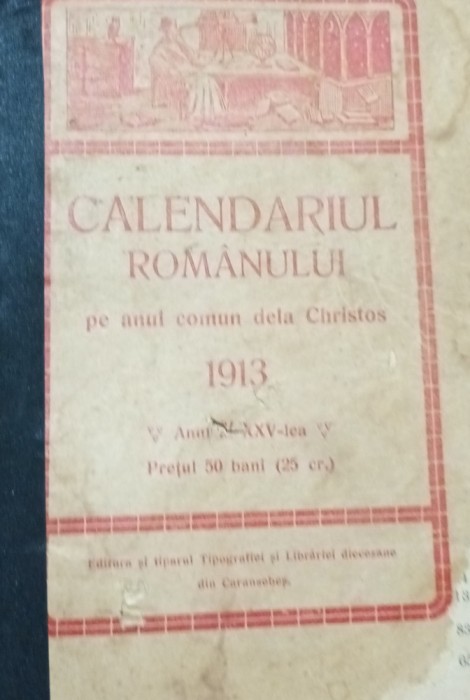 CALENDARIUL
ROMÂNULUI
pe anul comun dela Christos
1913
Anul XXV-lea
Prețul 50 bani (25 cr.)
Editura și tiparul Tipografiei și Librăriei diecesane
din Caransebeș.